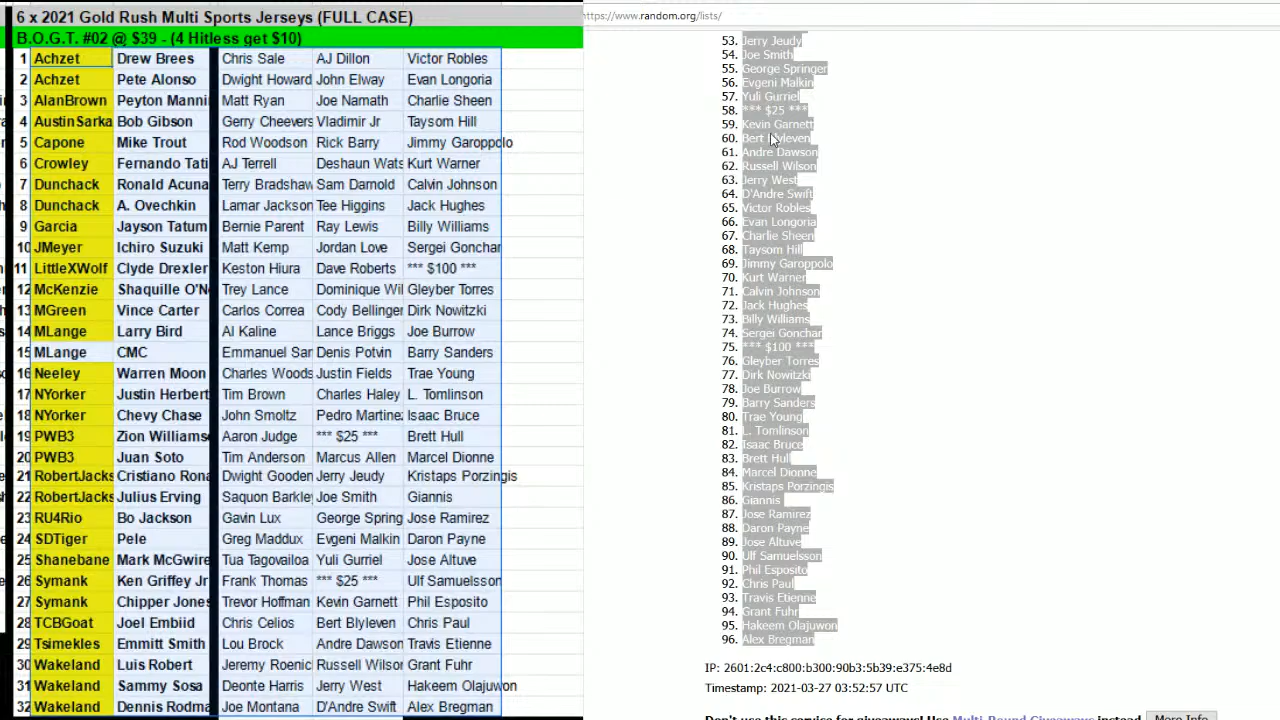 6 x 2021 Gold Rush Multi Sports Jerseys (FULL CASE)
B.O.G.T. #02 @ $39 - (4 Hitless get $10)
1 Achzet Drew Brees Chris Sale AJ Dillon Victor Robles
2 Achzet Pete Alonso Dwight Howard John Elway Evan Longoria
3 AlanBrown Peyton Manni Matt Ryan Joe Namath Charlie Sheen
4 AustinSarka Bob Gibson Gerry Cheevers Vladimir Jr Taysom Hill
5 Capone Mike Trout Rod Woodson Rick Barry Jimmy Garoppolo
6 Crowley Fernando Tati AJ Terrell Deshaun Wats Kurt Warner
7 Dunchack Ronald Acuna Terry Bradshaw Sam Darnold Calvin Johnson
8 Dunchack A. Ovechkin Lamar Jackson Tee Higgins Jack Hughes
9 Garcia Jayson Tatum Bernie Parent Ray Lewis Billy Williams
10 JMeyer Ichiro Suzuki Matt Kemp Jordan Love Sergei Gonchar
11 LittleXWolf Clyde Drexler Keston Hiura Dave Roberts *** $100 ***
12 McKenzie Shaquille O'N Trey Lance Dominique Wil Gleyber Torres
13 MGreen Vince Carter Carlos Correa Cody Bellinger Dirk Nowitzki
14 MLange Larry Bird Al Kaline Lance Briggs Joe Burrow
15 MLange CMC Emmanuel San Denis Potvin Barry Sanders
16 Neeley Warren Moon Charles Woods Justin Fields Trae Young
17 NYorker Justin Herbert Tim Brown Charles Haley L. Tomlinson
18 NYorker Chevy Chase John Smoltz Pedro Martinez Isaac Bruce
19 PWB3 Zion Williams Aaron Judge *** $25 *** Brett Hull
20 PWB3 Juan Soto Tim Anderson Marcus Allen Marcel Dionne
21 RobertJacks Cristiano Rona Dwight Gooden Jerry Jeudy Kristaps Porzingis
22 RobertJacks Julius Erving Saquon Barkley Joe Smith Giannis
23 RU4Rio Bo Jackson Gavin Lux George Spring Jose Ramirez
24 SDTiger Pele Greg Maddux Evgeni Malkin Daron Payne
25 Shanebane Mark McGwire Tua Tagovailoa Yuli Gurriel Jose Altuve
26 Symank Ken Griffey Jr Frank Thomas *** $25 *** Ulf Samuelsson
27 Symank Chipper Jones Trevor Hoffman Kevin Garnett Phil Esposito
28 TCBGoat Joel Embiid Chris Celios Bert Blyleven Chris Paul
29 Tsimekles Emmitt Smith Lou Brock Andre Dawson Travis Etienne
30 Wakeland Luis Robert Jeremy Roenic Russell Wilson Grant Fuhr
31 Wakeland Sammy Sosa Deonte Harris Jerry West Hakeem Olajuwon
32 Wakeland Dennis Rodma Joe Montana D'Andre Swift Alex Bregman
https://www.random.org/lists/
53. Jerry Jeudy
54. Joe Smith
55. George Springer
56. Evgeni Malkin
57. Yuli Gurriel
58. *** $25 ***
59. Kevin Garnett
60. Bert Blyleven
61. Andre Dawson
62. Russell Wilson
63. Jerry West
64. D'Andre Swift
65. Victor Robles
66. Evan Longoria
67. Charlie Sheen
68. Taysom Hill
69. Jimmy Garoppolo
70. Kurt Warner
71. Calvin Johnson
72. Jack Hughes
73. Billy Williams
74. Sergei Gonchar
75. *** $100 ***
76. Gleyber Torres
77. Dirk Nowitzki
78. Joe Burrow
79. Barry Sanders
80. Trae Young
81. L. Tomlinson
82. Isaac Bruce
83. Brett Hull
84. Marcel Dionne
85. Kristaps Porzingis
86. Giannis
87. Jose Ramirez
88. Daron Payne
89. Jose Altuve
90. Ulf Samuelsson
91. Phil Esposito
92. Chris Paul
93. Travis Etienne
94. Grant Fuhr
95. Hakeem Olajuwon
96. Alex Bregman
IP: 2601:2c4:c800:b300:90b3:5b39:e375:4e8d
Timestamp: 2021-03-27 03:52:57 UTC
Don't use this service for giveaways! Use Multi-Round Giveaways instead More Info